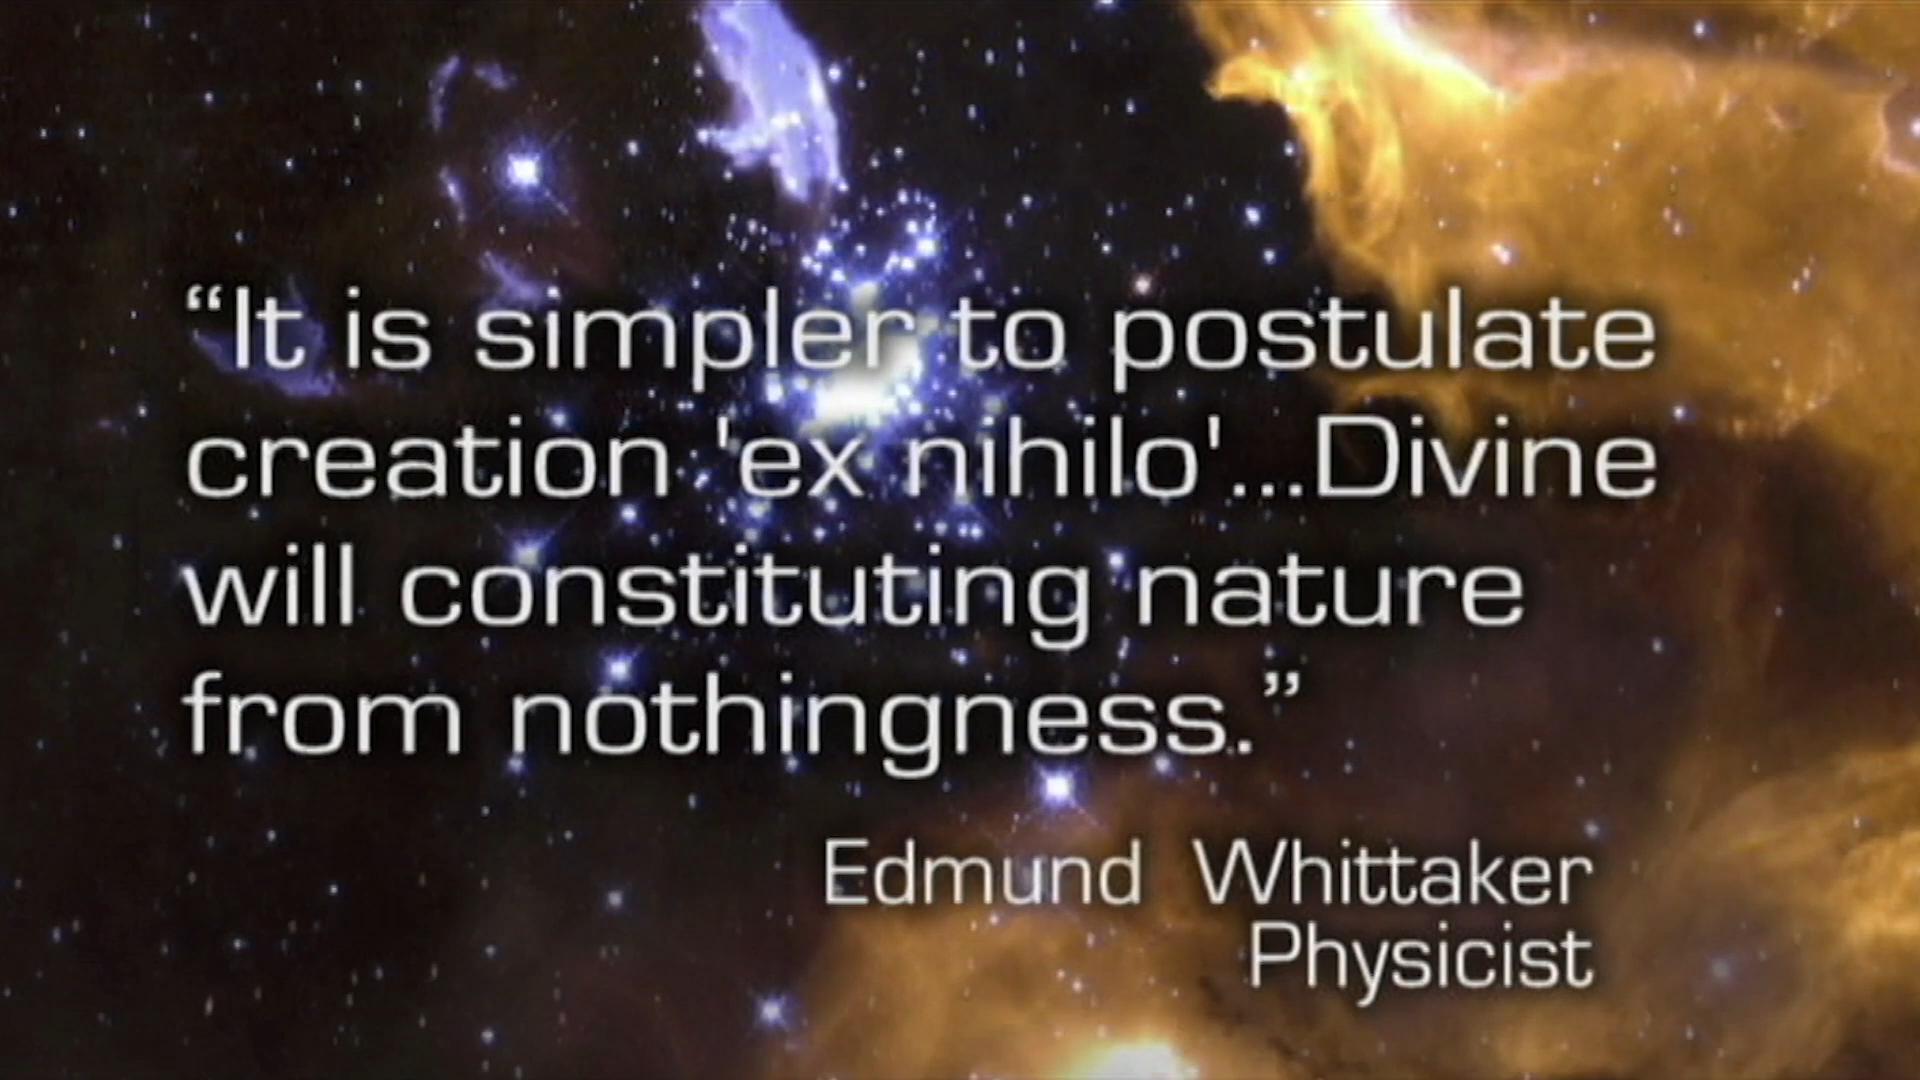 “It is simpler to postulate
creation 'ex nihilo'...Divine
will constituting nature
from nothingness.”
Edmund Whittaker
Physicist